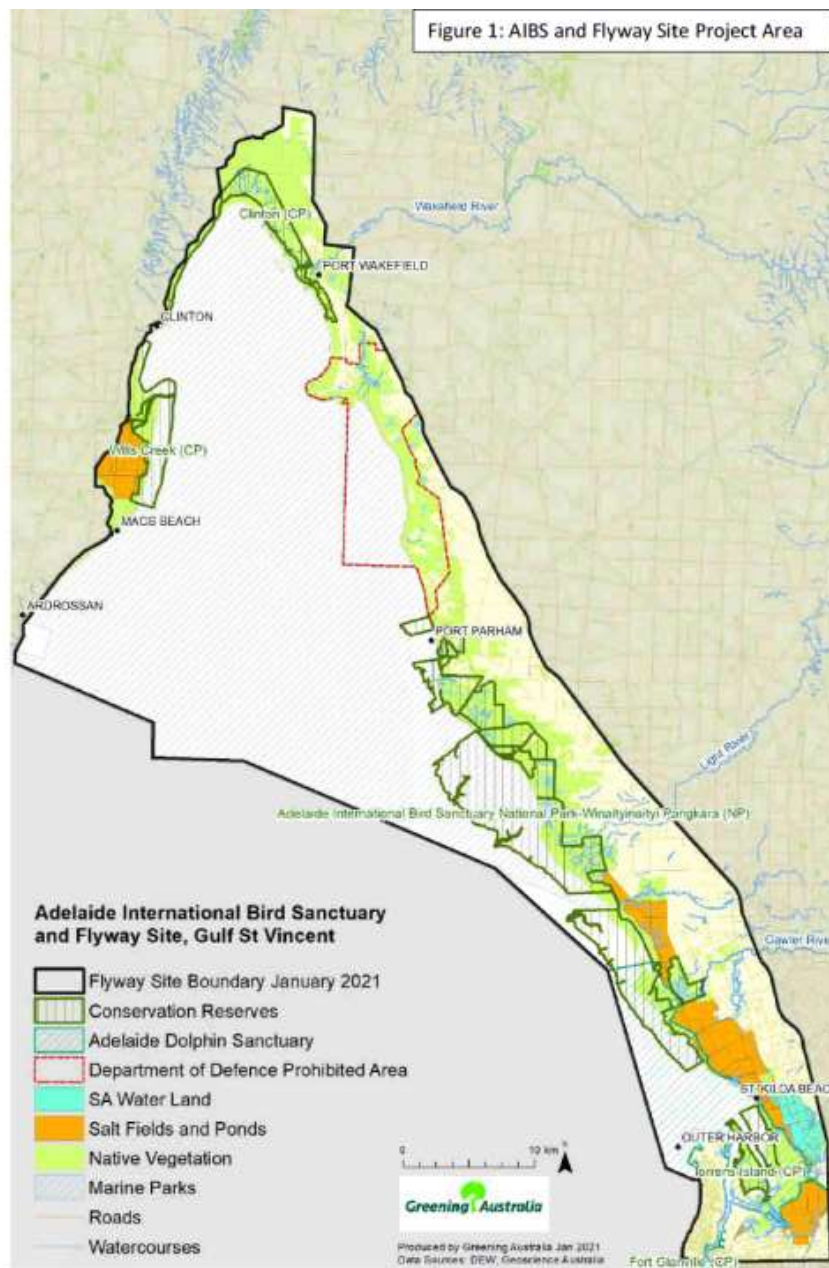 Figure 1: AIBS and Flyway Site Project Area
Clinton (CP)
Wakefield River
PORT WAKEFIELD
CLINTON
Wills Creek (CP)
MACS BEACH
ARDROSSAN
PORT PARHAM
Light River
Adelaide International Bird Sanctuary National Park-Winaityinaityi Pangkara (NP)
Gawler River
ST KILDA BEACH
OUTER HARBOR
Torrens Island (CP)
Fort Glanville (CP)
Adelaide International Bird Sanctuary
and Flyway Site, Gulf St Vincent
Flyway Site Boundary January 2021
Conservation Reserves
Adelaide Dolphin Sanctuary
Department of Defence Prohibited Area
SA Water Land
Salt Fields and Ponds
Native Vegetation
Marine Parks
Roads
Watercourses
0 10 km N
Greening Australia
Produced by Greening Australia Jan 2021
Data Sources: DEW, Geoscience Australia